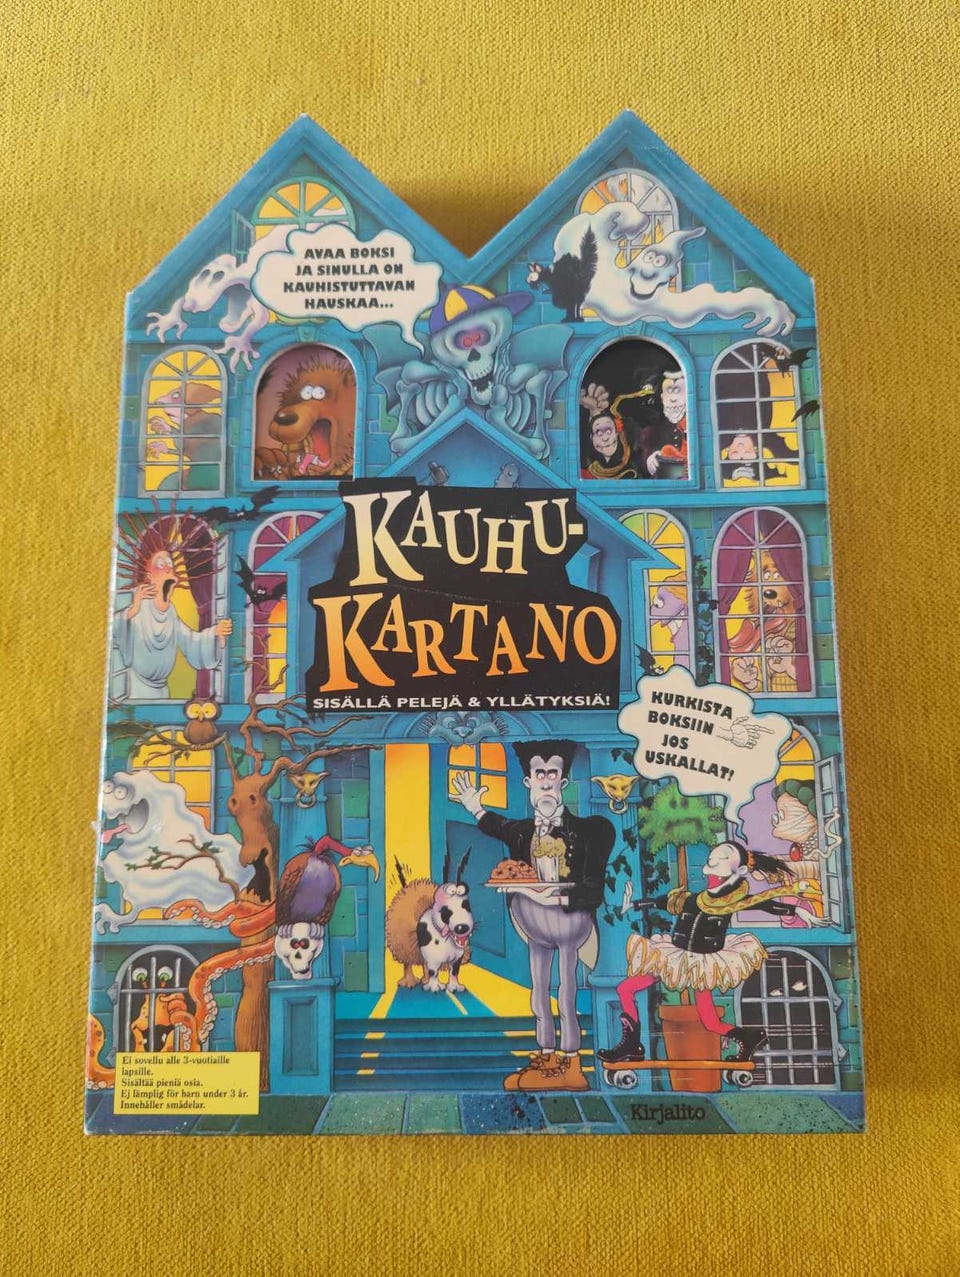 AVAA BOKSI
JA SINULLA ON
KAUHISTUTTAVAN
HAUSKAA...
KAUHU-
KARTANO
SISÄLLÄ PELEJÄ & YLLÄTYKSIÄ!
KURKISTA
BOKSIIN
JOS
USKALLAT!
Ei sovellu alle 3-vuotiaille
lapsille.
Sisältää pieniä osia.
Ej lämplig för barn under 3 år.
Innehåller smådelar.
Kirjalito